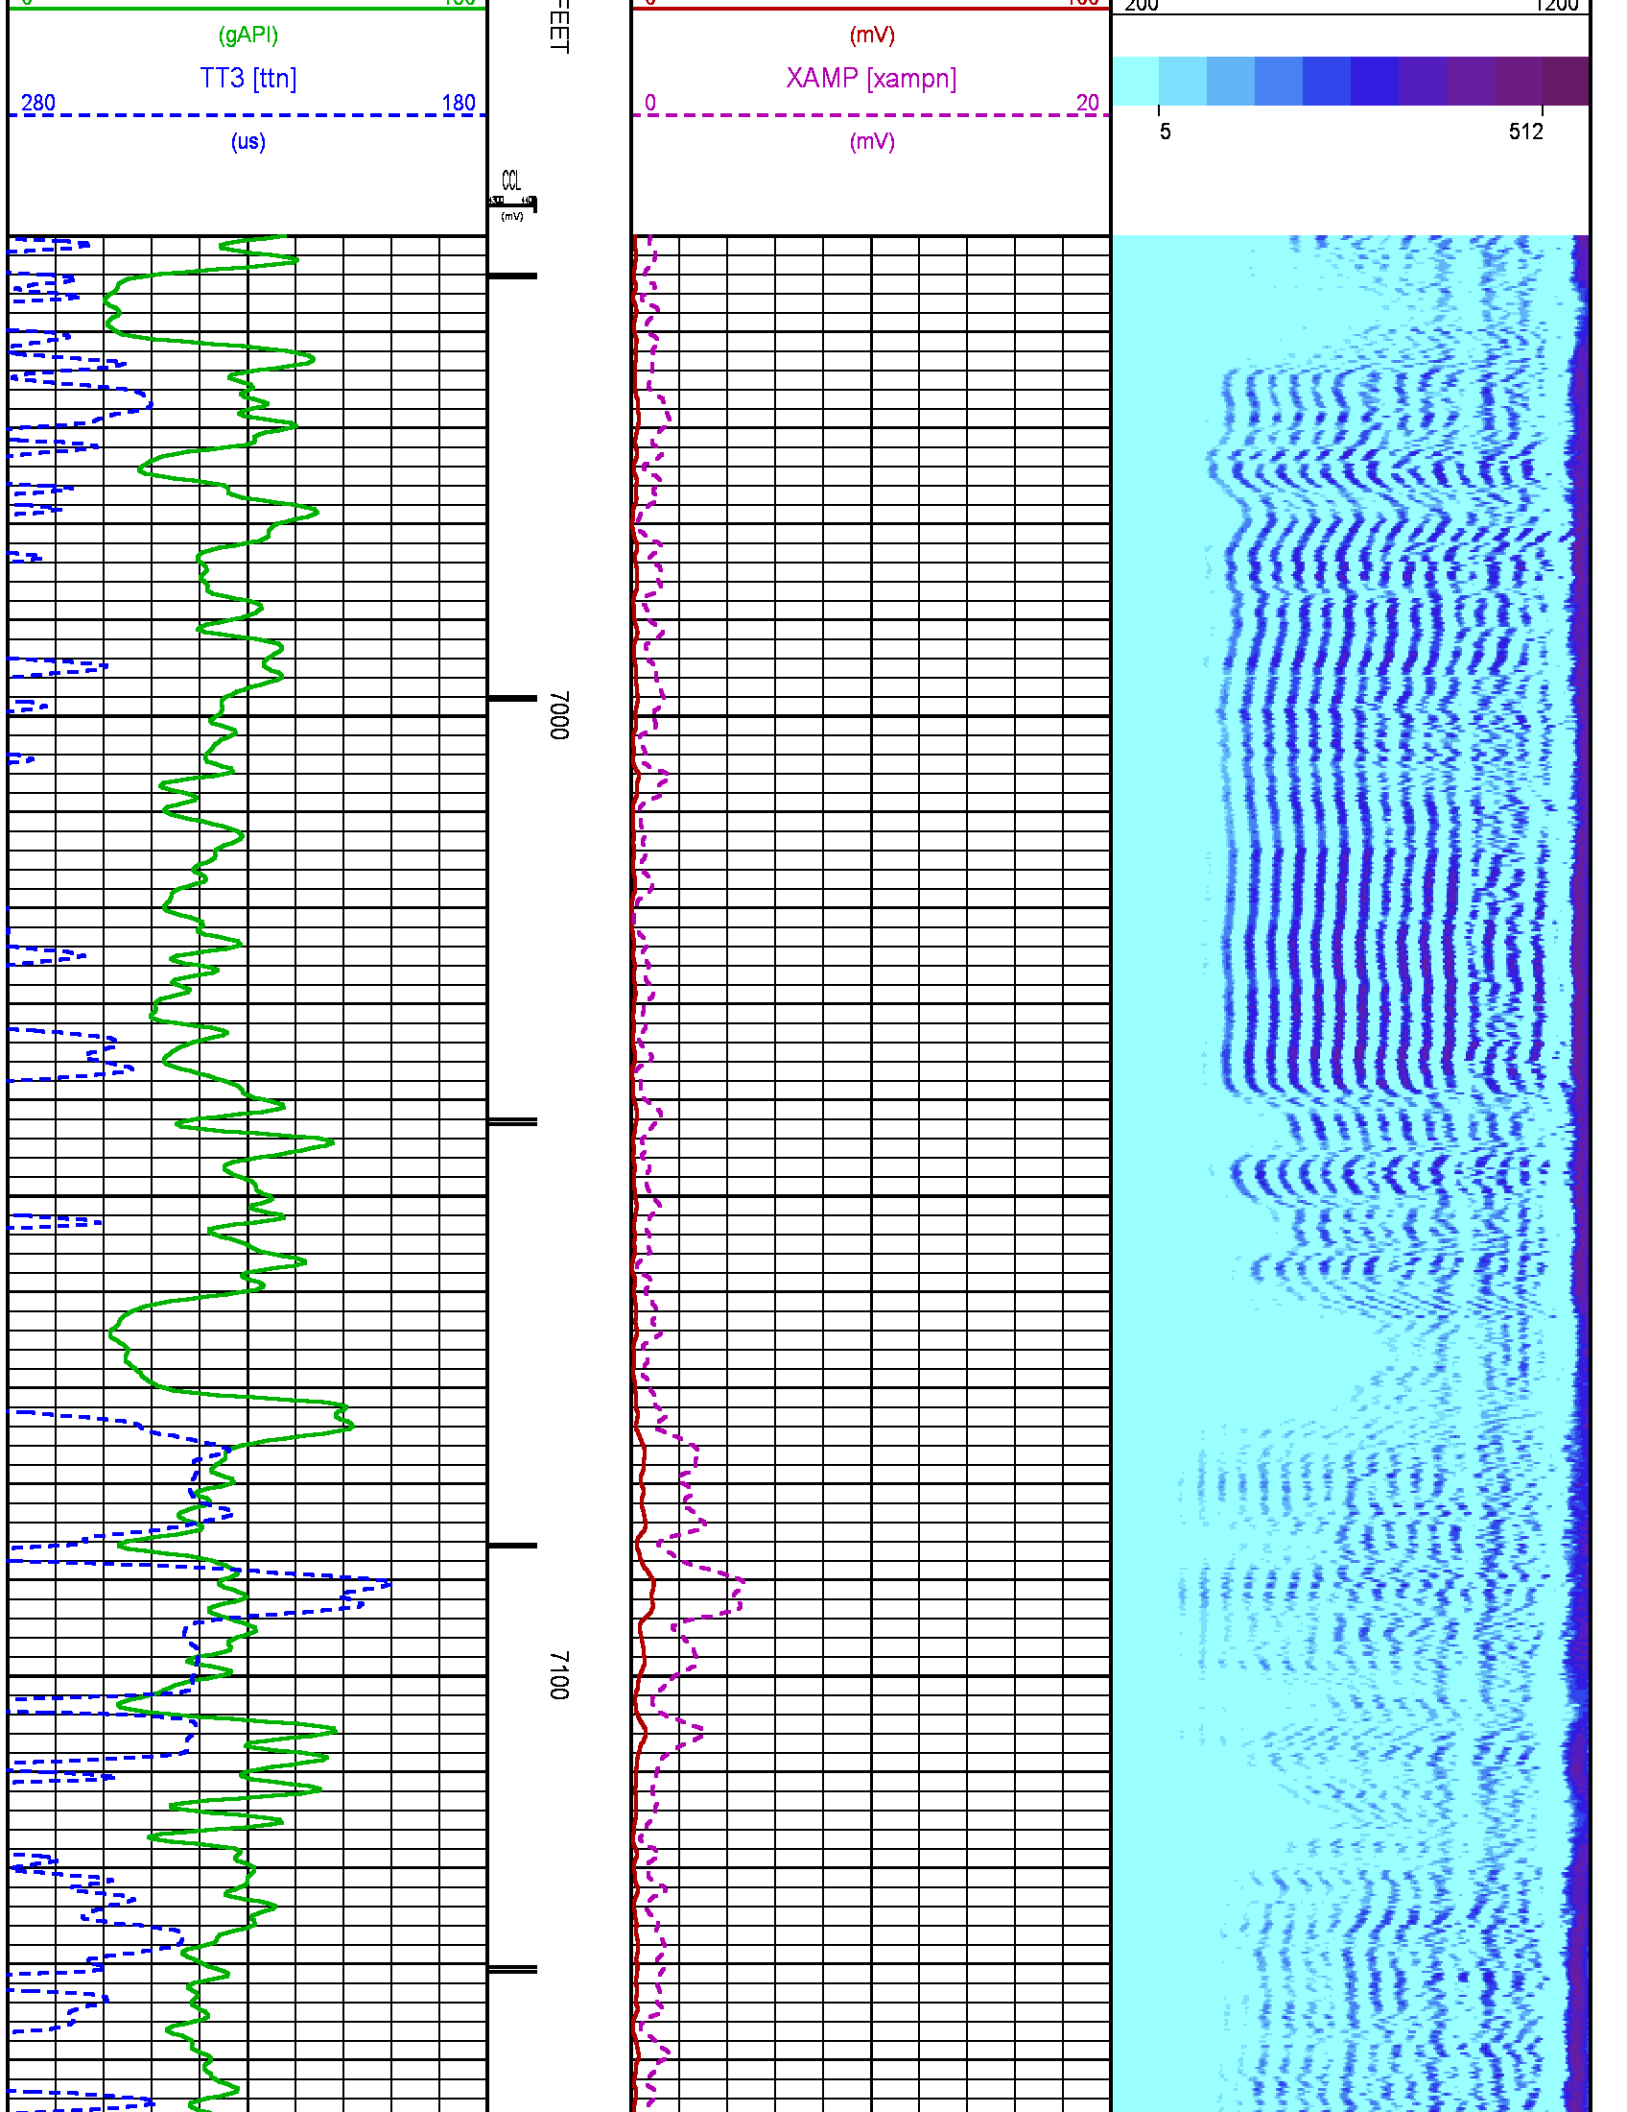 (gAPI)
TT3 [ttn]
280 180
(us)
FEET
CCL
(mV)
(mV)
XAMP [xampn]
0 20
(mV)
200 1200
5 512
7000
7100